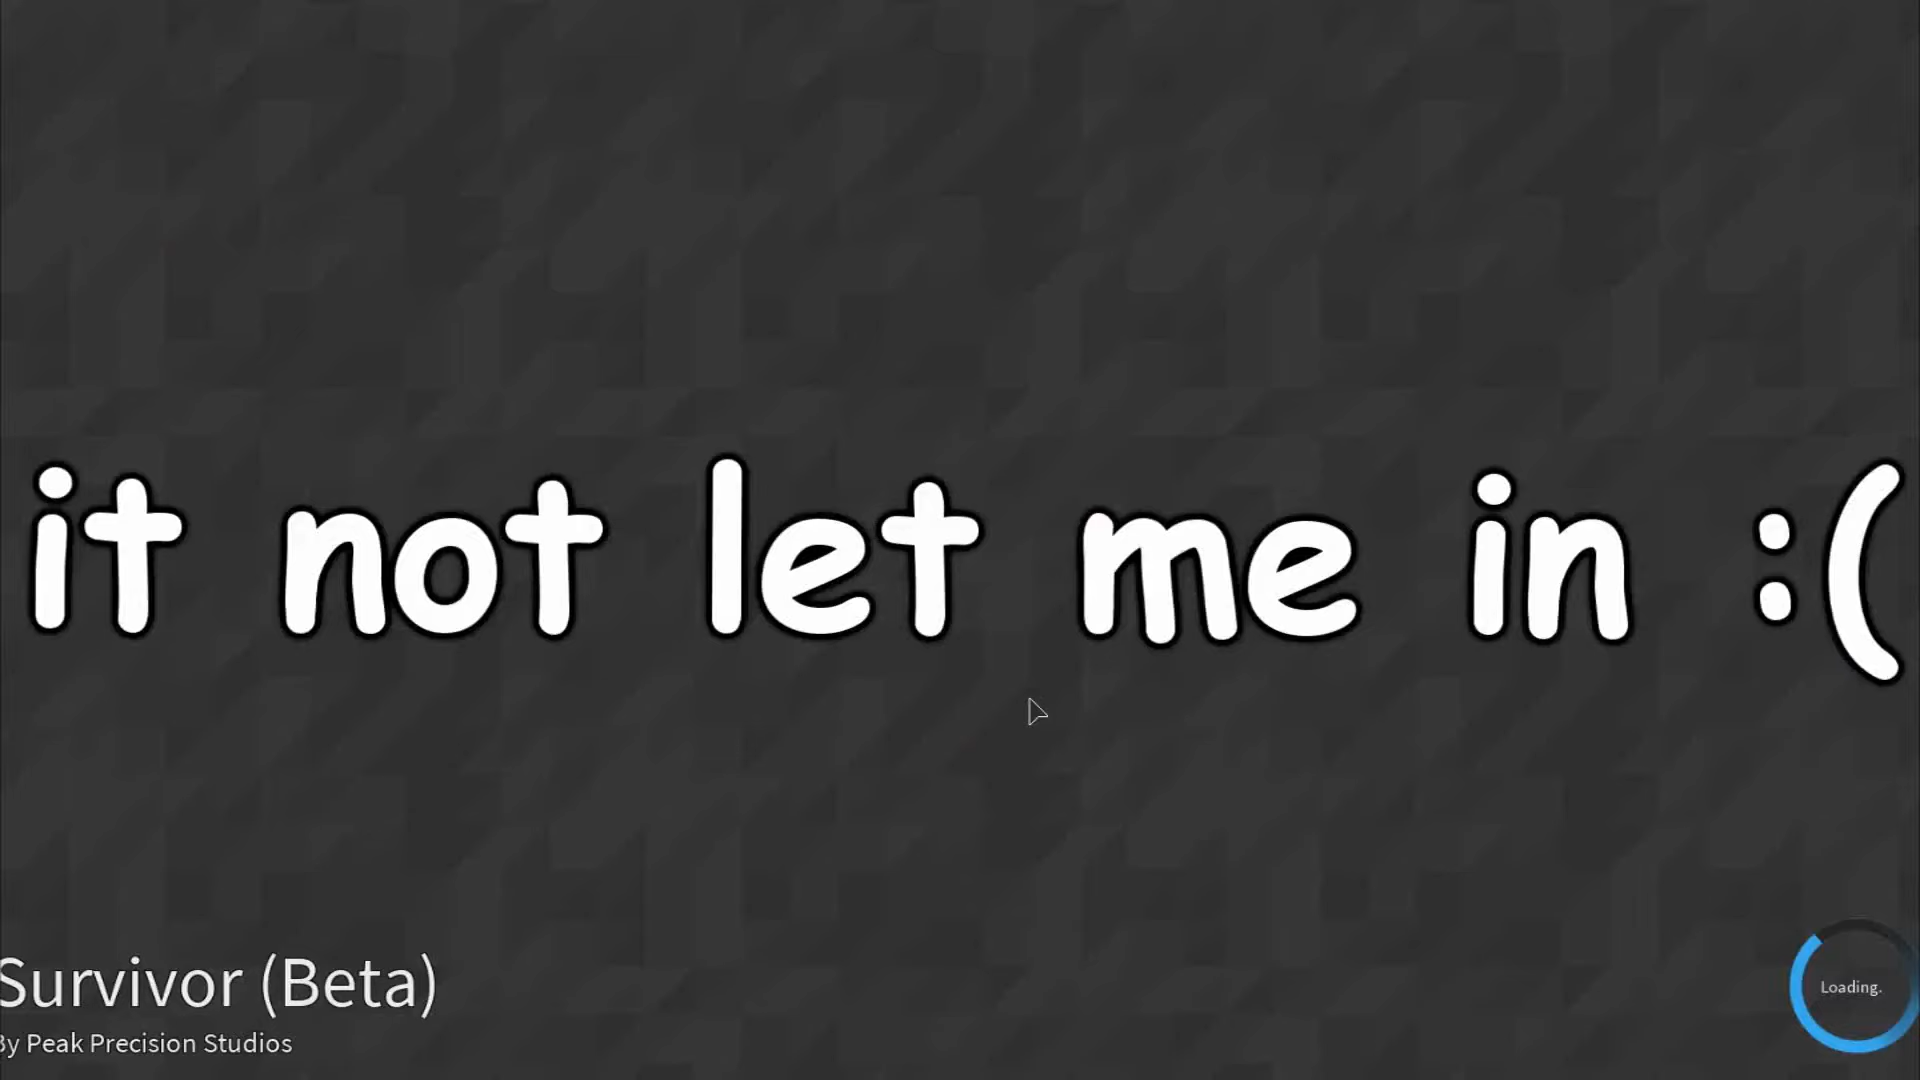 it not let me in :(
Survivor (Beta)
By Peak Precision Studios
Loading.